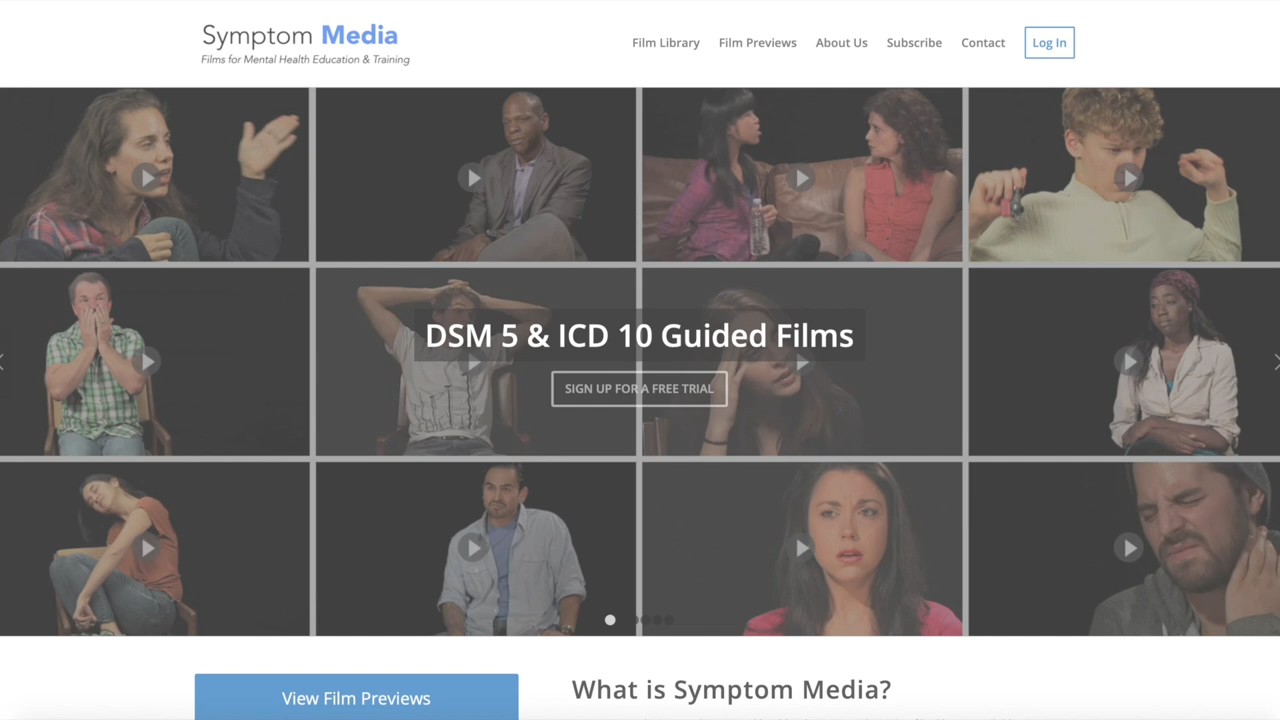 Symptom Media
Films for Mental Health Education & Training
Film Library
Film Previews
About Us
Subscribe
Contact
Log In
DSM 5 & ICD 10 Guided Films
SIGN UP FOR A FREE TRIAL
View Film Previews
What is Symptom Media?